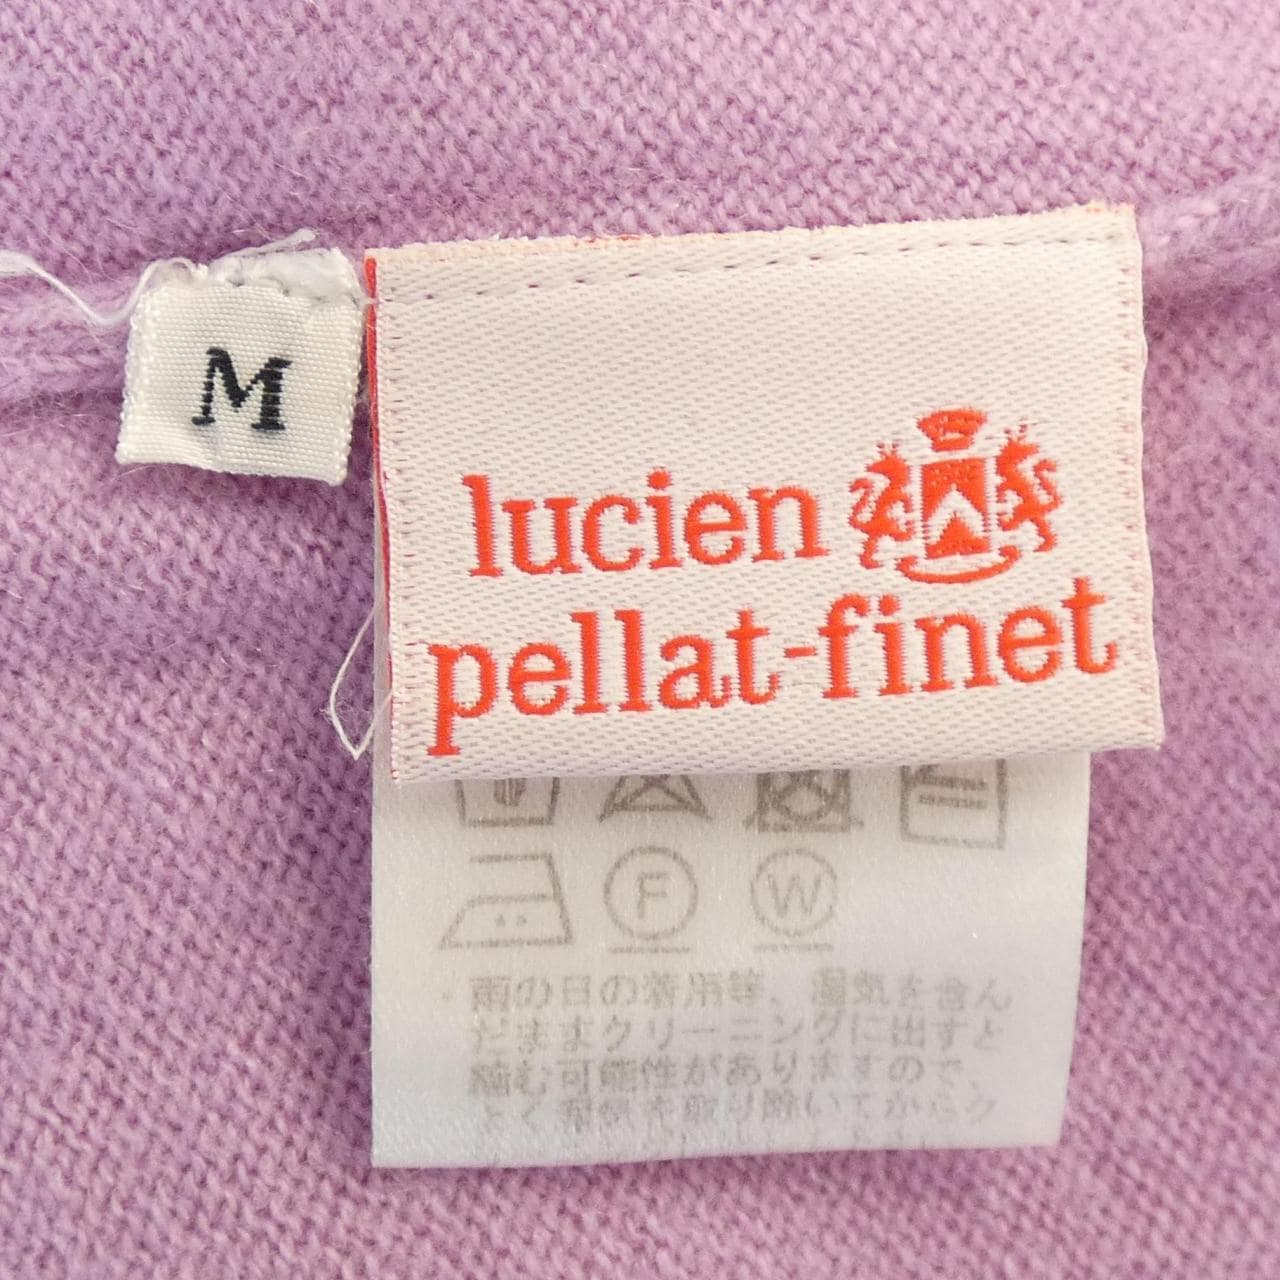 M
lucien
pellat-finet
F W
雨の日の着用等、湿気を含ん
だままクリーニングに出すと
縮む可能性がありますので、
よく湿気を取り除いてからク